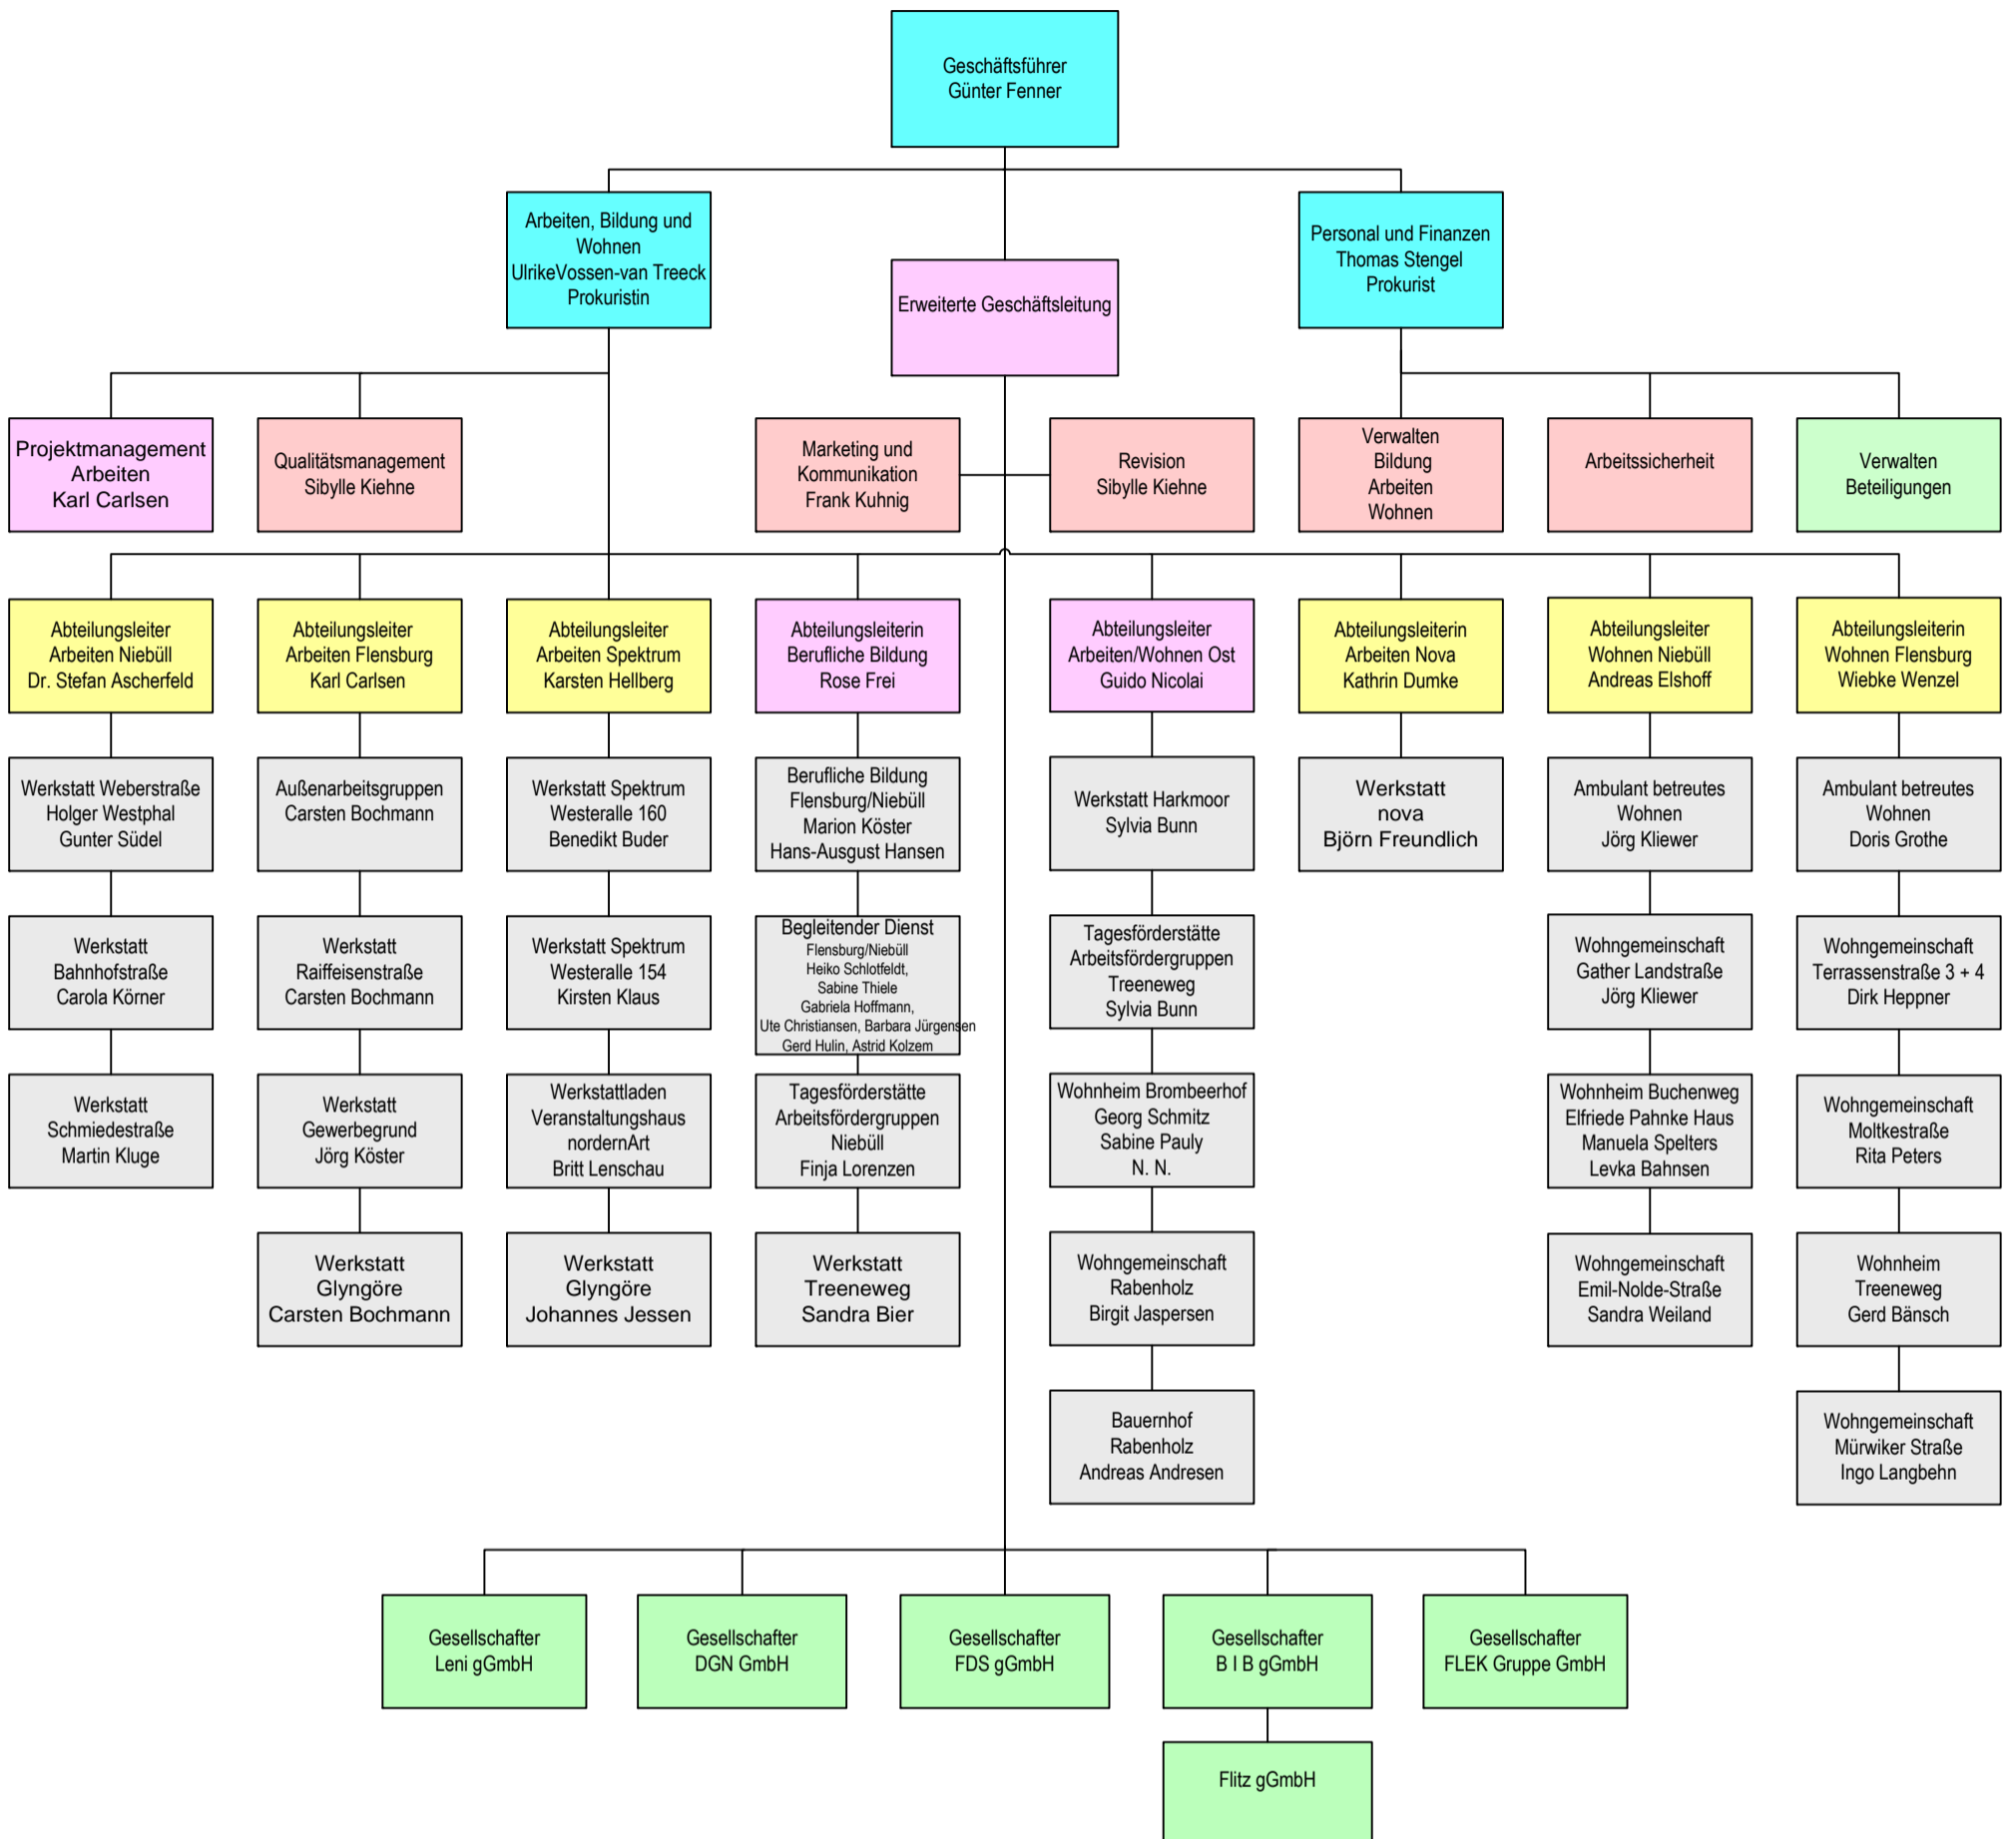 Geschäftsführer
Günter Fenner
Arbeiten, Bildung und
Wohnen
UlrikeVossen-van Treeck
Prokuristin
Erweiterte Geschäftsleitung
Personal und Finanzen
Thomas Stengel
Prokurist
Projektmanagement
Arbeiten
Karl Carlsen
Qualitätsmanagement
Sibylle Kiehne
Marketing und
Kommunikation
Frank Kuhnig
Revision
Sibylle Kiehne
Verwalten
Bildung
Arbeiten
Wohnen
Arbeitssicherheit
Verwalten
Beteiligungen
Abteilungsleiter
Arbeiten Niebüll
Dr. Stefan Ascherfeld
Abteilungsleiter
Arbeiten Flensburg
Karl Carlsen
Abteilungsleiter
Arbeiten Spektrum
Karsten Hellberg
Abteilungsleiterin
Berufliche Bildung
Rose Frei
Abteilungsleiter
Arbeiten/Wohnen Ost
Guido Nicolai
Abteilungsleiterin
Arbeiten Nova
Kathrin Dumke
Abteilungsleiter
Wohnen Niebüll
Andreas Elshoff
Abteilungsleiterin
Wohnen Flensburg
Wiebke Wenzel
Werkstatt Weberstraße
Holger Westphal
Gunter Südel
Außenarbeitsgruppen
Carsten Bochmann
Werkstatt Spektrum
Westeralle 160
Benedikt Buder
Berufliche Bildung
Flensburg/Niebüll
Marion Köster
Hans-Ausgust Hansen
Werkstatt Harkmoor
Sylvia Bunn
Werkstatt
nova
Björn Freundlich
Ambulant betreutes
Wohnen
Jörg Kliewer
Ambulant betreutes
Wohnen
Doris Grothe
Werkstatt
Bahnhofstraße
Carola Körner
Werkstatt
Raiffeisenstraße
Carsten Bochmann
Werkstatt Spektrum
Westeralle 154
Kirsten Klaus
Begleitender Dienst
Flensburg/Niebüll
Heiko Schlotfeldt,
Sabine Thiele
Gabriela Hoffmann,
Ute Christiansen, Barbara Jürgensen
Gerd Hulin, Astrid Kolzem
Tagesförderstätte
Arbeitsfördergruppen
Treeneweg
Sylvia Bunn
Wohngemeinschaft
Gather Landstraße
Jörg Kliewer
Wohngemeinschaft
Terrassenstraße 3 + 4
Dirk Heppner
Werkstatt
Schmiedestraße
Martin Kluge
Werkstatt
Gewerbegrund
Jörg Köster
Werkstattladen
Veranstaltungshaus
nordernArt
Britt Lenschau
Tagesförderstätte
Arbeitsfördergruppen
Niebüll
Finja Lorenzen
Wohnheim Brombeerhof
Georg Schmitz
Sabine Pauly
N. N.
Wohnheim Buchenweg
Elfriede Pahnke Haus
Manuela Spelters
Levka Bahnsen
Wohngemeinschaft
Moltkestraße
Rita Peters
Werkstatt
Glyngöre
Carsten Bochmann
Werkstatt
Glyngöre
Johannes Jessen
Werkstatt
Treeneweg
Sandra Bier
Wohngemeinschaft
Rabenholz
Birgit Jaspersen
Wohngemeinschaft
Emil-Nolde-Straße
Sandra Weiland
Wohnheim
Treeneweg
Gerd Bänsch
Bauernhof
Rabenholz
Andreas Andresen
Wohngemeinschaft
Mürwiker Straße
Ingo Langbehn
Gesellschafter
Leni gGmbH
Gesellschafter
DGN GmbH
Gesellschafter
FDS gGmbH
Gesellschafter
B I B gGmbH
Gesellschafter
FLEK Gruppe GmbH
Flitz gGmbH